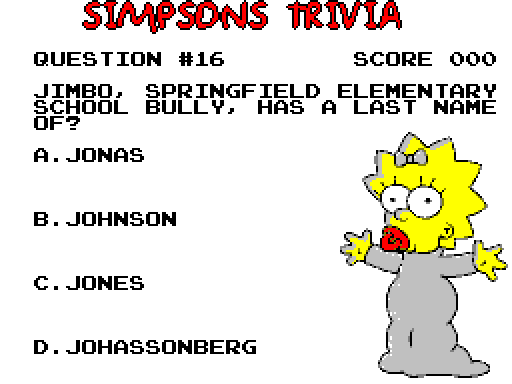 SIMPSONS TRIVIA
QUESTION #16 SCORE 000
JIMBO, SPRINGFIELD ELEMENTARY
SCHOOL BULLY, HAS A LAST NAME
OF?
A.JONAS
B.JOHNSON
C.JONES
D.JOHASSONBERG